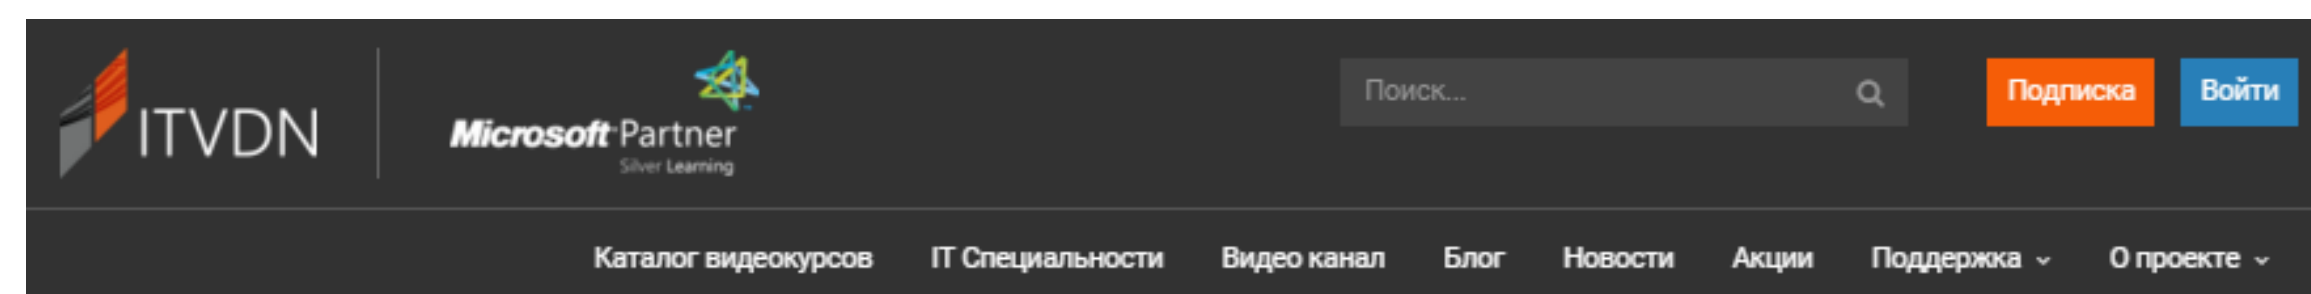 ITVDN
Microsoft Partner
Silver Learning
Поиск...
Подписка
Войти
Каталог видеокурсов IT Специальности Видео канал Блог Новости Акции Поддержка О проекте